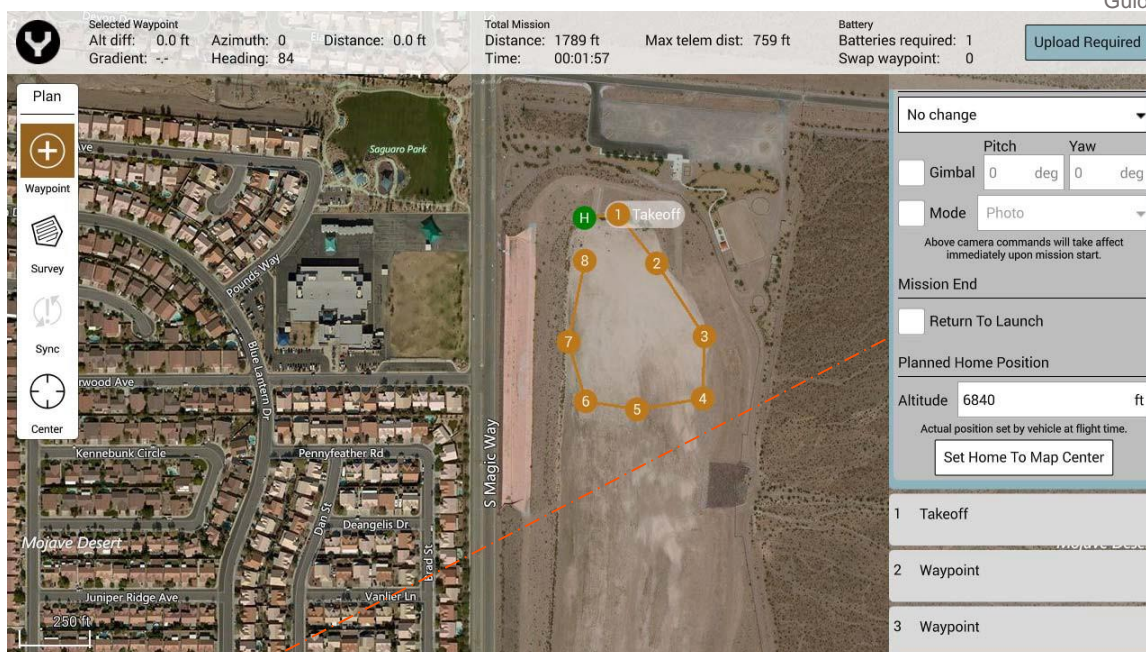 Guid
Selected Waypoint
Alt diff: 0.0 ft Azimuth: 0 Distance: 0.0 ft
Gradient: -.- Heading: 84
Total Mission
Distance: 1789 ft Max telem dist: 759 ft
Time: 00:01:57
Battery
Batteries required: 1
Swap waypoint: 0
Upload Required
Plan
Waypoint
Survey
Sync
Center
Ave
Saguaro Park
Pounds Way
Blue Lantern Dr
rwood Ave
Kennebunk Circle
Pennyfeather Rd
S Magic Way
Dan St
Deangelis Dr
Brad St
Mojave Desert
Juniper Ridge Ave
Vanlier Ln
250 ft
H
1 Takeoff
2
3
4
5
6
7
8
No change
Pitch Yaw
Gimbal 0 deg 0 deg
Mode Photo
Above camera commands will take affect
immediately upon mission start.
Mission End
Return To Launch
Planned Home Position
Altitude 6840 ft
Actual position set by vehicle at flight time.
Set Home To Map Center
1 Takeoff
2 Waypoint
3 Waypoint